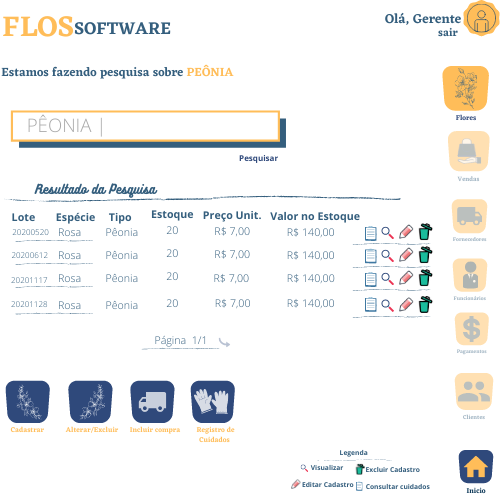 FLOSSOFTWARE
Olá, Gerente
sair
Estamos fazendo pesquisa sobre PEÔNIA
Flores
PÊONIA |
Pesquisar
Vendas
Resultado da Pesquisa
Lote Espécie Tipo Estoque Preço Unit. Valor no Estoque
20200520 Rosa Pêonia 20 R$ 7,00 R$ 140,00
Fornecedores
20200612 Rosa Pêonia 20 R$ 7,00 R$ 140,00
20201117 Rosa Pêonia 20 R$ 7,00 R$ 140,00
Funcionários
20201128 Rosa Pêonia 20 R$ 7,00 R$ 140,00
Página 1/1
Pagamentos
Clientes
Cadastrar
Alterar/Excluir
Incluir compra
Registro de
Cuidados
Legenda
Visualizar
Excluir Cadastro
Editar Cadastro
Consultar cuidados
Início